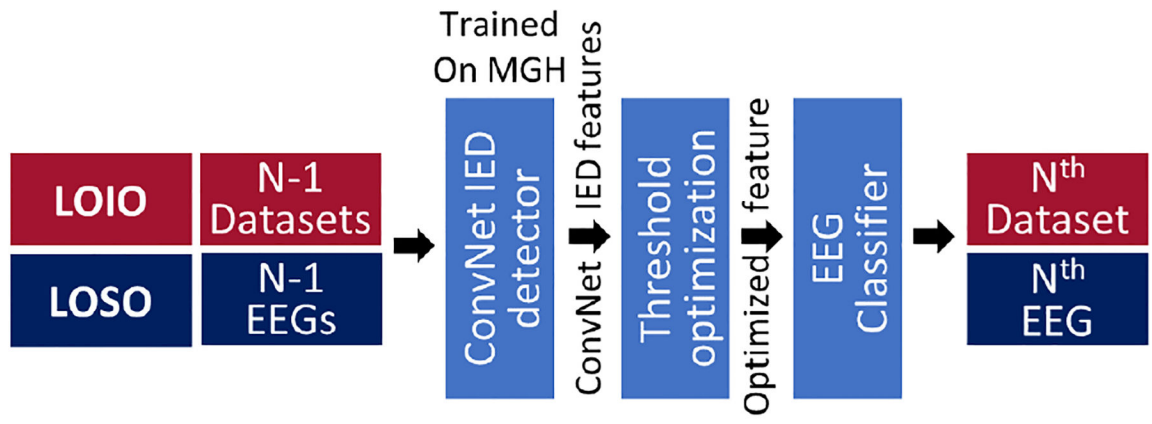 LOIO
N-1
Datasets
LOSO
N-1
EEGs
Trained
On MGH
ConvNet IED
detector
ConvNet IED features
Threshold
optimization
Optimized feature
EEG
Classifier
Nth
Dataset
Nth
EEG